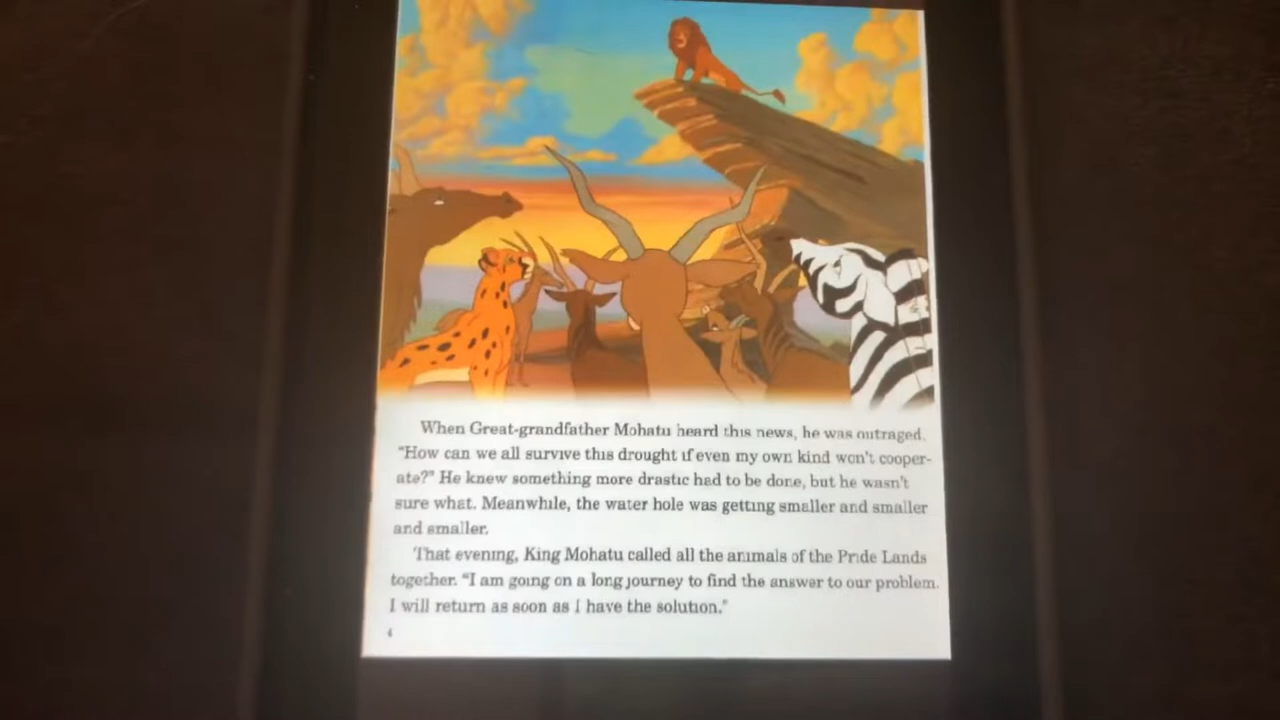 When Great-grandfather Mohatu heard this news, he was outraged.
"How can we all survive this drought if even my own kind won't cooper-
ate?" He knew something more drastic had to be done, but he wasn't
sure what. Meanwhile, the water hole was getting smaller and smaller
and smaller.
That evening, King Mohatu called all the animals of the Pride Lands
together. "I am going on a long journey to find the answer to our problem.
I will return as soon as I have the solution."